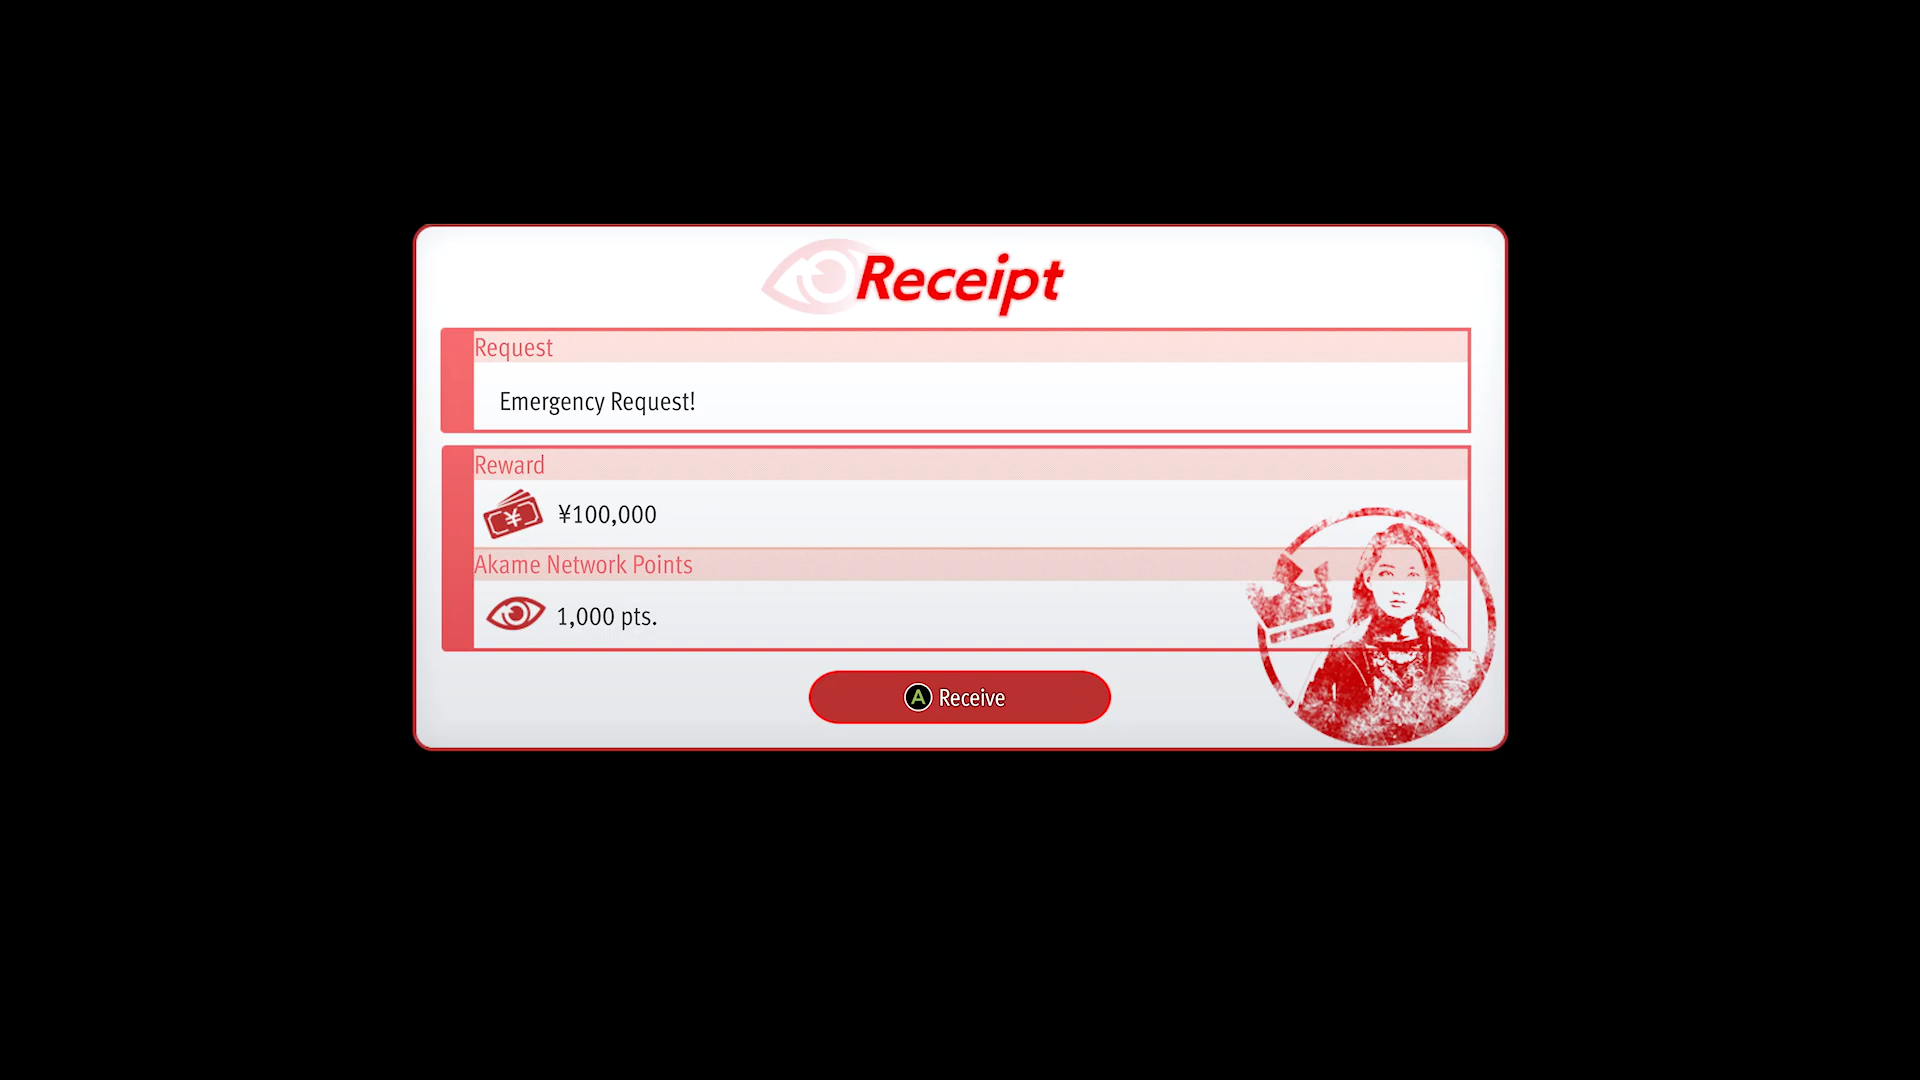 Receipt
Request
Emergency Request!
Reward
¥100,000
Akame Network Points
1,000 pts.
A Receive